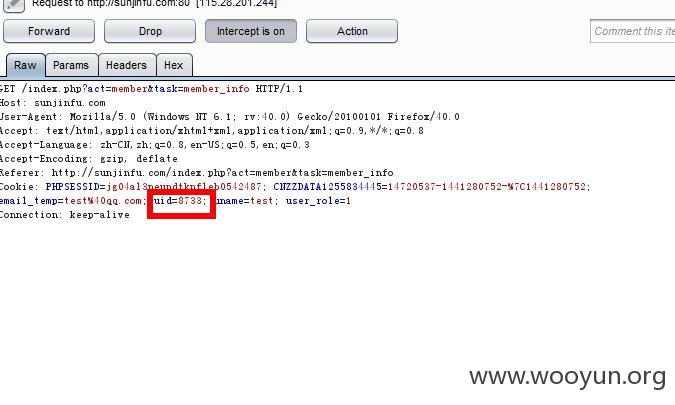 Request to http://sunjinfu.com:80 [115.28.201.244]
Forward Drop Intercept is on Action Comment this ite
Raw Params Headers Hex
GET /index.php?act=member&task=member_info HTTP/1.1
Host: sunjinfu.com
User-Agent: Mozilla/5.0 (Windows NT 6.1; rv:40.0) Gecko/20100101 Firefox/40.0
Accept: text/html,application/xhtml+xml,application/xml;q=0.9,*/*;q=0.8
Accept-Language: zh-CN,zh;q=0.8,en-US;q=0.5,en;q=0.3
Accept-Encoding: gzip, deflate
Referer: http://sunjinfu.com/index.php?act=member&task=member_info
Cookie: CNZZDATA1255834445=14720537-1441280752-%7C1441280752;
email_temp=test%40qq.com; uid=8733; uname=test; user_role=1
Connection: keep-alive
www.wooyun.org